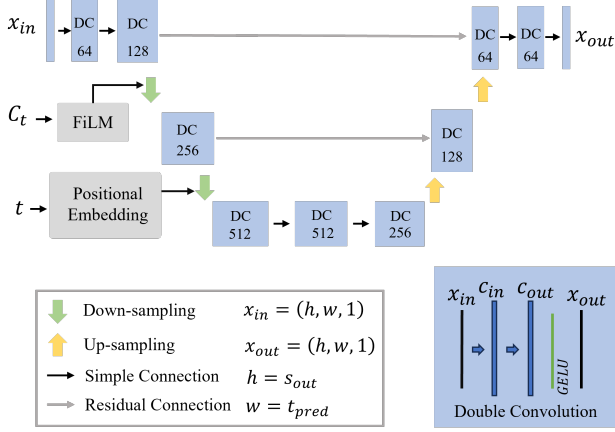 x_in
DC
64
DC
128
DC
64
DC
64
x_out
C_t
FiLM
DC
256
DC
128
t
Positional
Embedding
DC
512
DC
512
DC
256
Down-sampling
x_in = (h, w, 1)
Up-sampling
x_out = (h, w, 1)
Simple Connection
h = s_out
Residual Connection
w = t_pred
x_in
c_in
c_out
x_out
GELU
Double Convolution